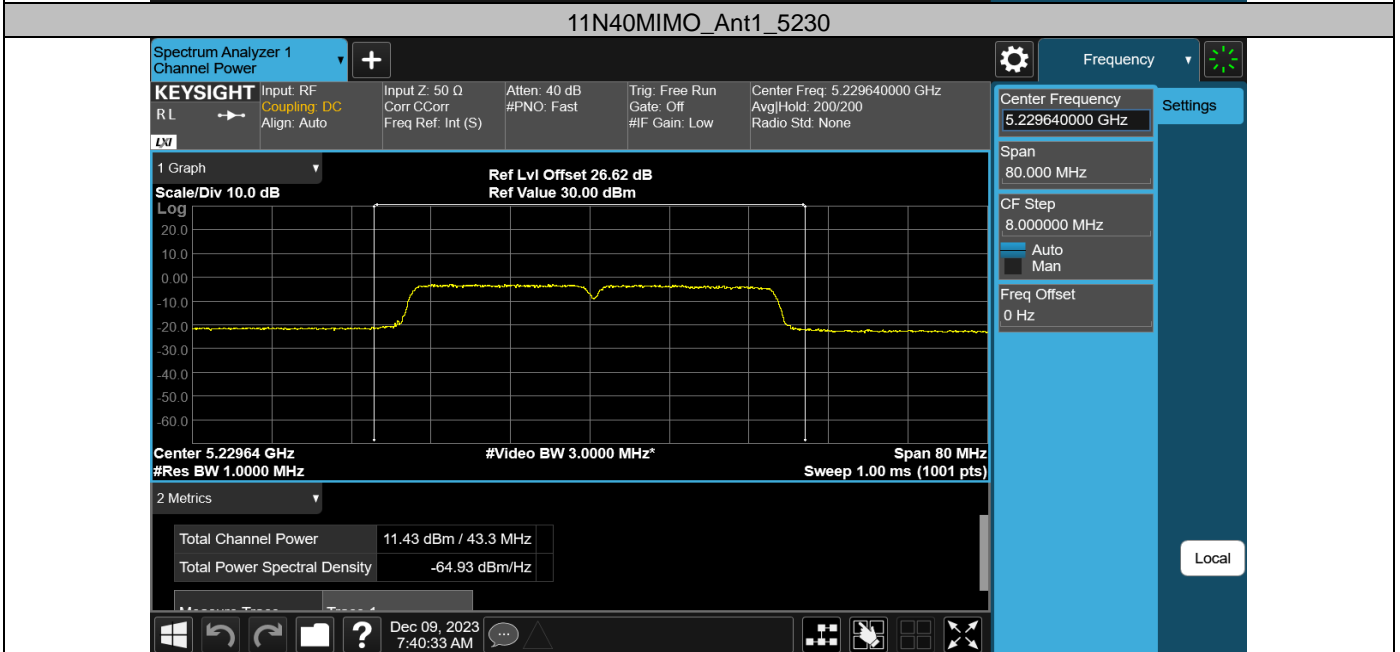 11N40MIMO_Ant1_5230
Spectrum Analyzer 1
Channel Power
Frequency
KEYSIGHT
R L
LXI
Input: RF
Coupling: DC
Align: Auto
Input Z: 50 Ω
Corr CCorr
Freq Ref: Int (S)
Atten: 40 dB
#PNO: Fast
Trig: Free Run
Gate: Off
#IF Gain: Low
Center Freq: 5.229640000 GHz
Avg|Hold: 200/200
Radio Std: None
Center Frequency
5.229640000 GHz
Settings
Span
80.000 MHz
CF Step
8.000000 MHz
Auto
Man
Freq Offset
0 Hz
1 Graph
Scale/Div 10.0 dB
Ref Lvl Offset 26.62 dB
Ref Value 30.00 dBm
Log
20.0
10.0
0.00
-10.0
-20.0
-30.0
-40.0
-50.0
-60.0
Center 5.22964 GHz
#Video BW 3.0000 MHz*
Span 80 MHz
#Res BW 1.0000 MHz
Sweep 1.00 ms (1001 pts)
2 Metrics
Total Channel Power 11.43 dBm / 43.3 MHz
Total Power Spectral Density -64.93 dBm/Hz
Measure Trace Trace 1
Local
?
Dec 09, 2023
7:40:33 AM